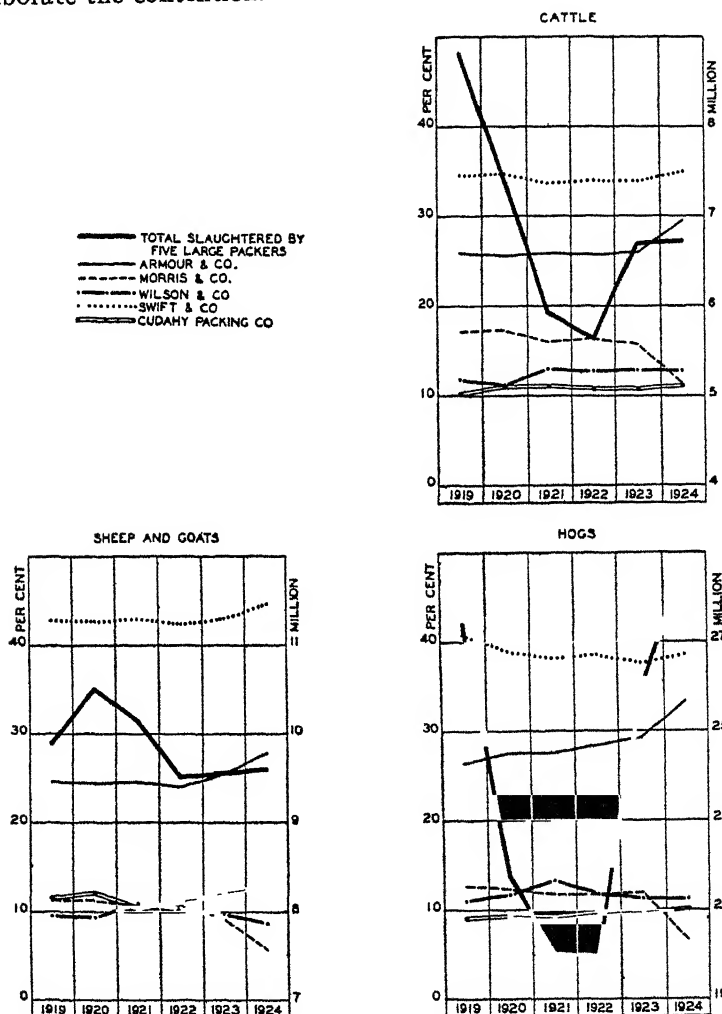 CATTLE
PER CENT
MILLION
40
30
20
10
0
8
7
6
5
4
1919 1920 1921 1922 1923 1924
TOTAL SLAUGHTERED BY
FIVE LARGE PACKERS
ARMOUR & CO.
MORRIS & CO.
WILSON & CO
SWIFT & CO
CUDAHY PACKING CO
SHEEP AND GOATS
PER CENT
MILLION
40
30
20
10
0
11
10
9
8
7
1919 1920 1921 1922 1923 1924
HOGS
PER CENT
MILLION
40
30
20
10
0
1919 1920 1921 1922 1923 1924